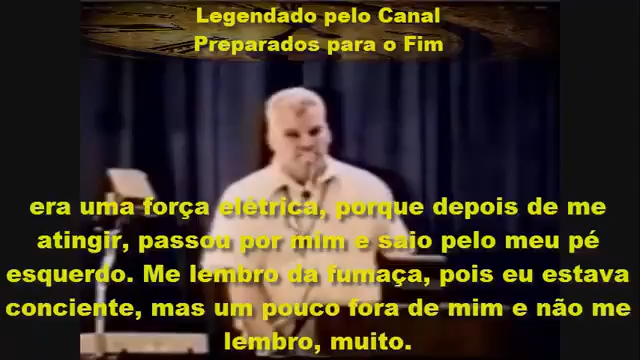 Legendado pelo Canal
Preparados para o Fim
era uma força elétrica, porque depois de me
atingir, passou por mim e saio pelo meu pé
esquerdo. Me lembro da fumaça, pois eu estava
conciente, mas um pouco fora de mim e não me
lembro, muito.